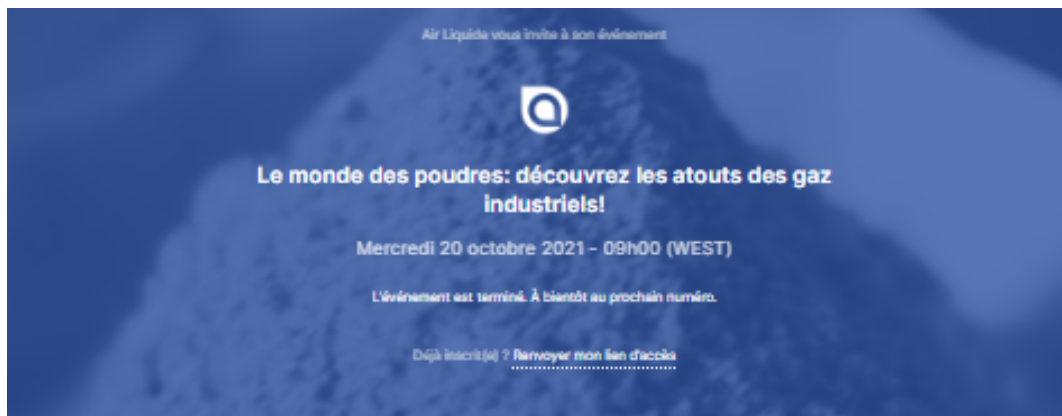 Air Liquide vous invite à son événement
Le monde des poudres: découvrez les atouts des gaz
industriels!
Mercredi 20 octobre 2021 - 09h00 (WEST)
L'événement est terminé. À bientôt au prochain numéro.
Déjà inscrit(e) ? Renvoyer mon lien d'accès